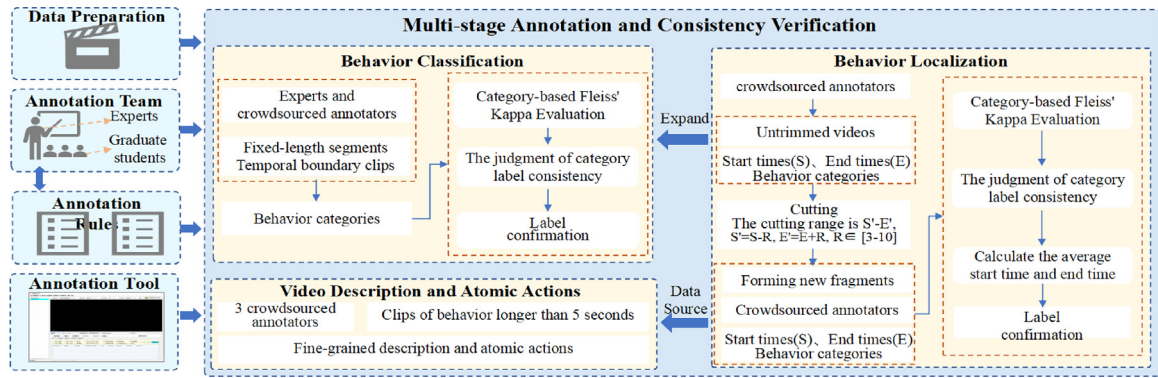 Data Preparation
Annotation Team
Experts
Graduate
students
Annotation
Rules
Annotation Tool
Multi-stage Annotation and Consistency Verification
Behavior Classification
Experts and
crowdsourced annotators
Fixed-length segments
Temporal boundary clips
Behavior categories
Category-based Fleiss'
Kappa Evaluation
The judgment of category
label consistency
Label
confirmation
Expand
Behavior Localization
crowdsourced annotators
Untrimmed videos
Start times(S)、End times(E)
Behavior categories
Cutting
The cutting range is S'-E',
S'=S-R, E'=E+R, R∈ [3-10]
Forming new fragments
Crowdsourced annotators
Start times(S)、End times(E)
Behavior categories
Category-based Fleiss'
Kappa Evaluation
The judgment of category
label consistency
Calculate the average
start time and end time
Label
confirmation
Data
Source
Video Description and Atomic Actions
3 crowdsourced
annotators
Clips of behavior longer than 5 seconds
Fine-grained description and atomic actions